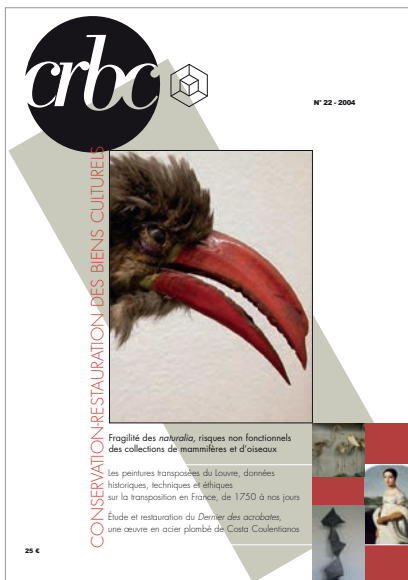 crbc
N° 22 - 2004
CONSERVATION-RESTAURATION DES BIENS CULTURELS
Fragilité des naturalia, risques non fonctionnels
des collections de mammifères et d'oiseaux
Les peintures transposées du Louvre, données
historiques, techniques et éthiques
sur la transposition en France, de 1750 à nos jours
Étude et restauration du Dernier des acrobates,
une œuvre en acier plombé de Costa Coulentianos
25 €